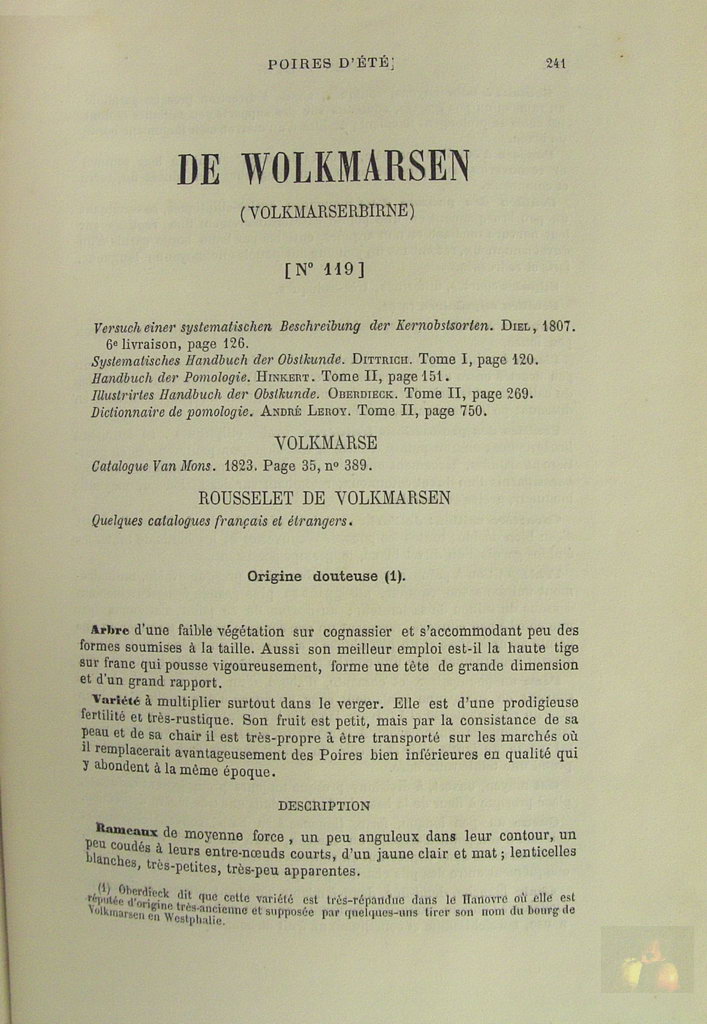 POIRES D'ÉTÉ;
241
DE WOLKMARSEN
(VOLKMARSERBIRNE)
[N° 119]
Versuch einer systematischen Beschreibung der Kernobstsorten. DIEL, 1807.
6e livraison, page 126.
Systematisches Handbuch der Obstkunde. DITTRICH. Tome I, page 120.
Handbuch der Pomologie. HINKERT. Tome II, page 151.
Illustrirtes Handbuch der Obstkunde. OBERDIECK. Tome II, page 269.
Dictionnaire de pomologie. ANDRÉ LEROY. Tome II, page 750.
VOLKMARSE
Catalogue Van Mons. 1823. Page 35, no 389.
ROUSSELET DE VOLKMARSEN
Quelques catalogues français et étrangers.
Origine douteuse (1).
Arbre d'une faible végétation sur cognassier et s'accommodant peu des
formes soumises à la taille. Aussi son meilleur emploi est-il la haute tige
sur franc qui pousse vigoureusement, forme une tête de grande dimension
et d'un grand rapport.
Variété à multiplier surtout dans le verger. Elle est d'une prodigieuse
fertilité et très-rustique. Son fruit est petit, mais par la consistance de sa
peau et de sa chair il est très-propre à être transporté sur les marchés où
il remplacerait avantageusement des Poires bien inférieures en qualité qui
y abondent à la même époque.
DESCRIPTION
Rameaux de moyenne force, un peu anguleux dans leur contour, un
peu coudés à leurs entre-nœuds courts, d'un jaune clair et mat; lenticelles
blanches, très-petites, très-peu apparentes.
(1) Oberdieck dit que cette variété est très-répandue dans le Hanovre où elle est
réputée d'origine très-ancienne et supposée par quelques-uns tirer son nom du bourg de
Volkmarsen en Westphalie.